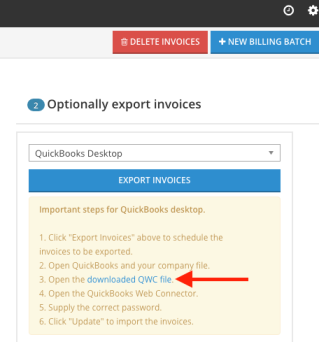 DELETE INVOICES
+ NEW BILLING BATCH
2 Optionally export invoices
QuickBooks Desktop
EXPORT INVOICES
Important steps for QuickBooks desktop.
1. Click "Export Invoices" above to schedule the
invoices to be exported.
2. Open QuickBooks and your company file.
3. Open the downloaded QWC file.
4. Open the QuickBooks Web Connector.
5. Supply the correct password.
6. Click "Update" to import the invoices.